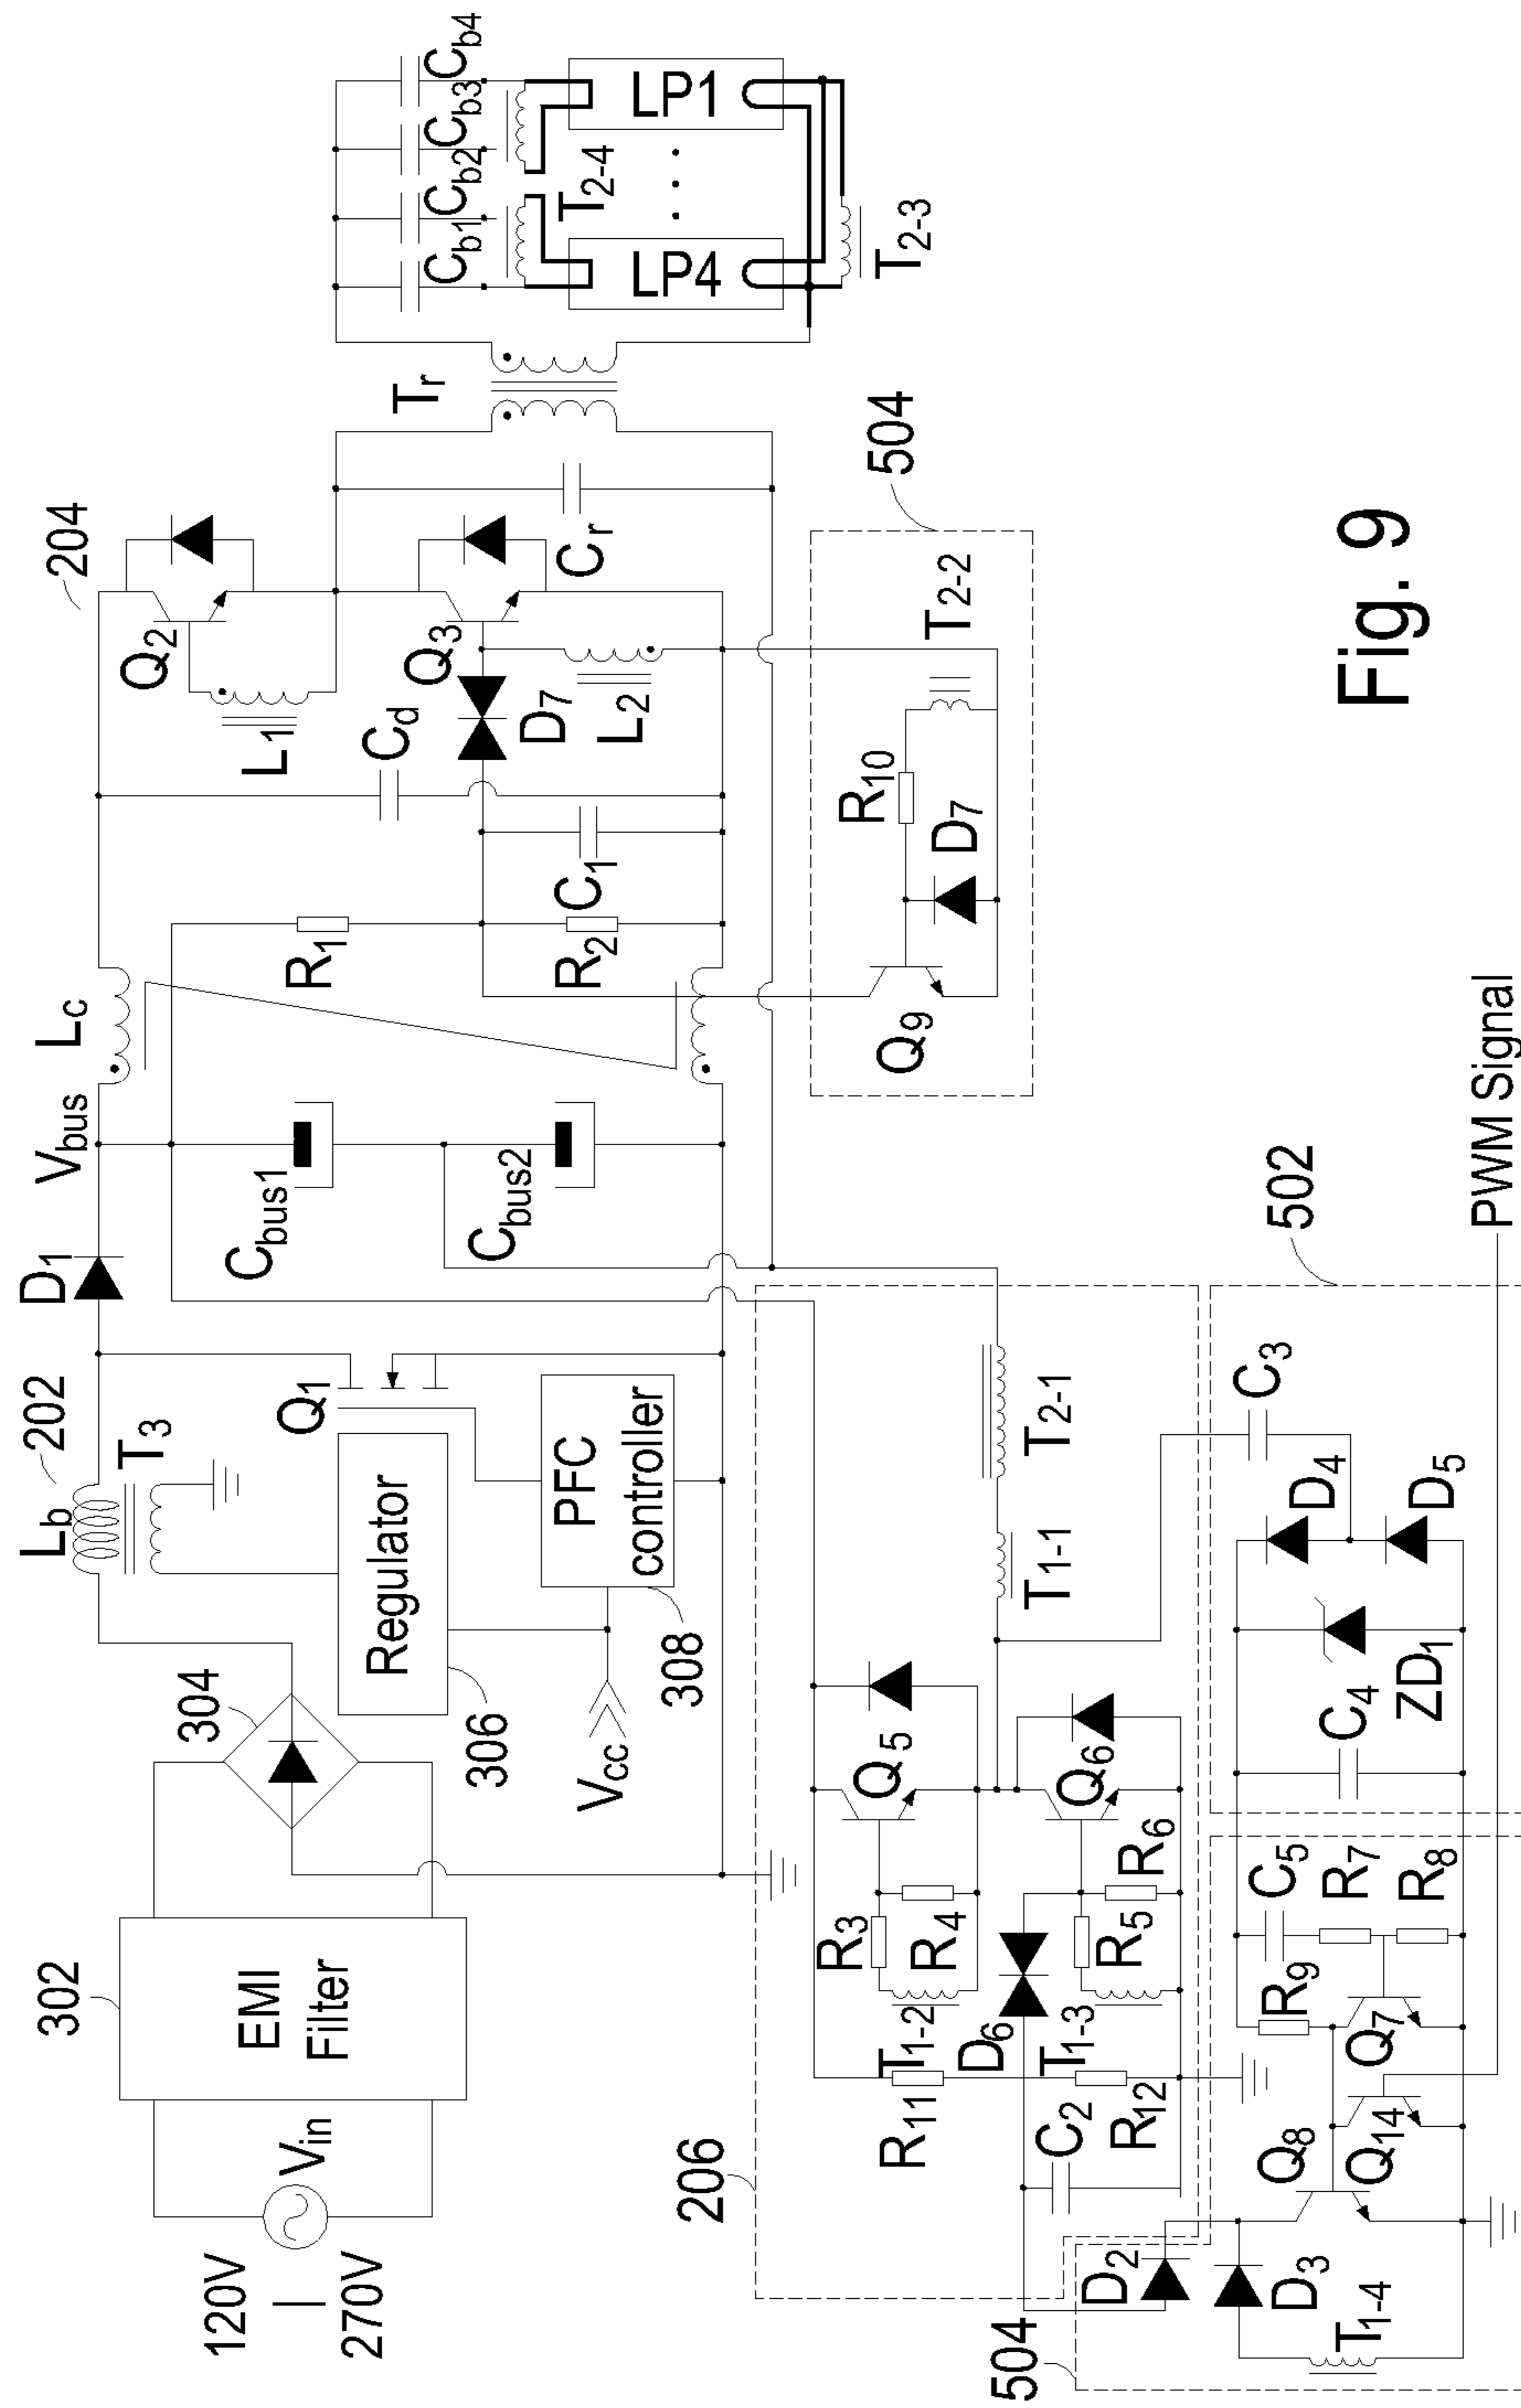 120V
|
270V
Vin
302
EMI
Filter
304
202
Lb
T3
Regulator
306
Vcc
308
PFC
controller
Q1
D1
Vbus
Cbus1
Cbus2
Lc
R1
R2
C1
Cd
D7
L1
L2
Q2
Q3
204
Cr
Tr
Cb1
Cb2
Cb3
Cb4
T2-4
LP4
LP1
T2-3
504
Q9
D7
R10
T2-2
206
R11
T1-2
R3
R4
Q5
D6
T1-3
C2
R12
R5
R6
Q6
T1-1
T2-1
504
D2
D3
T1-4
Q8
Q14
Q7
R9
C5
R7
R8
502
C4
ZD1
D4
D5
C3
PWM Signal
Fig. 9